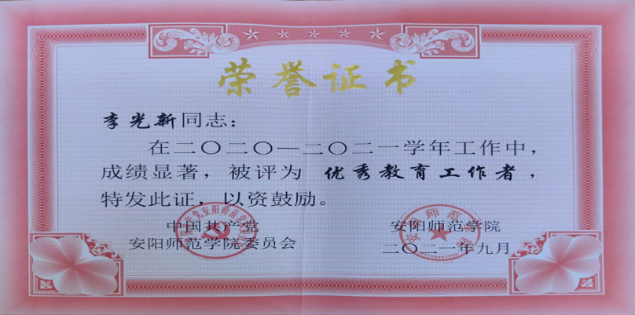 荣誉证书
李光新同志：
在二〇二〇—二〇二一学年工作中，
成绩显著，被评为 优秀教育工作者，
特发此证，以资鼓励。
中国共产党 安阳师范学院
安阳师范学院委员会 二〇二一年九月